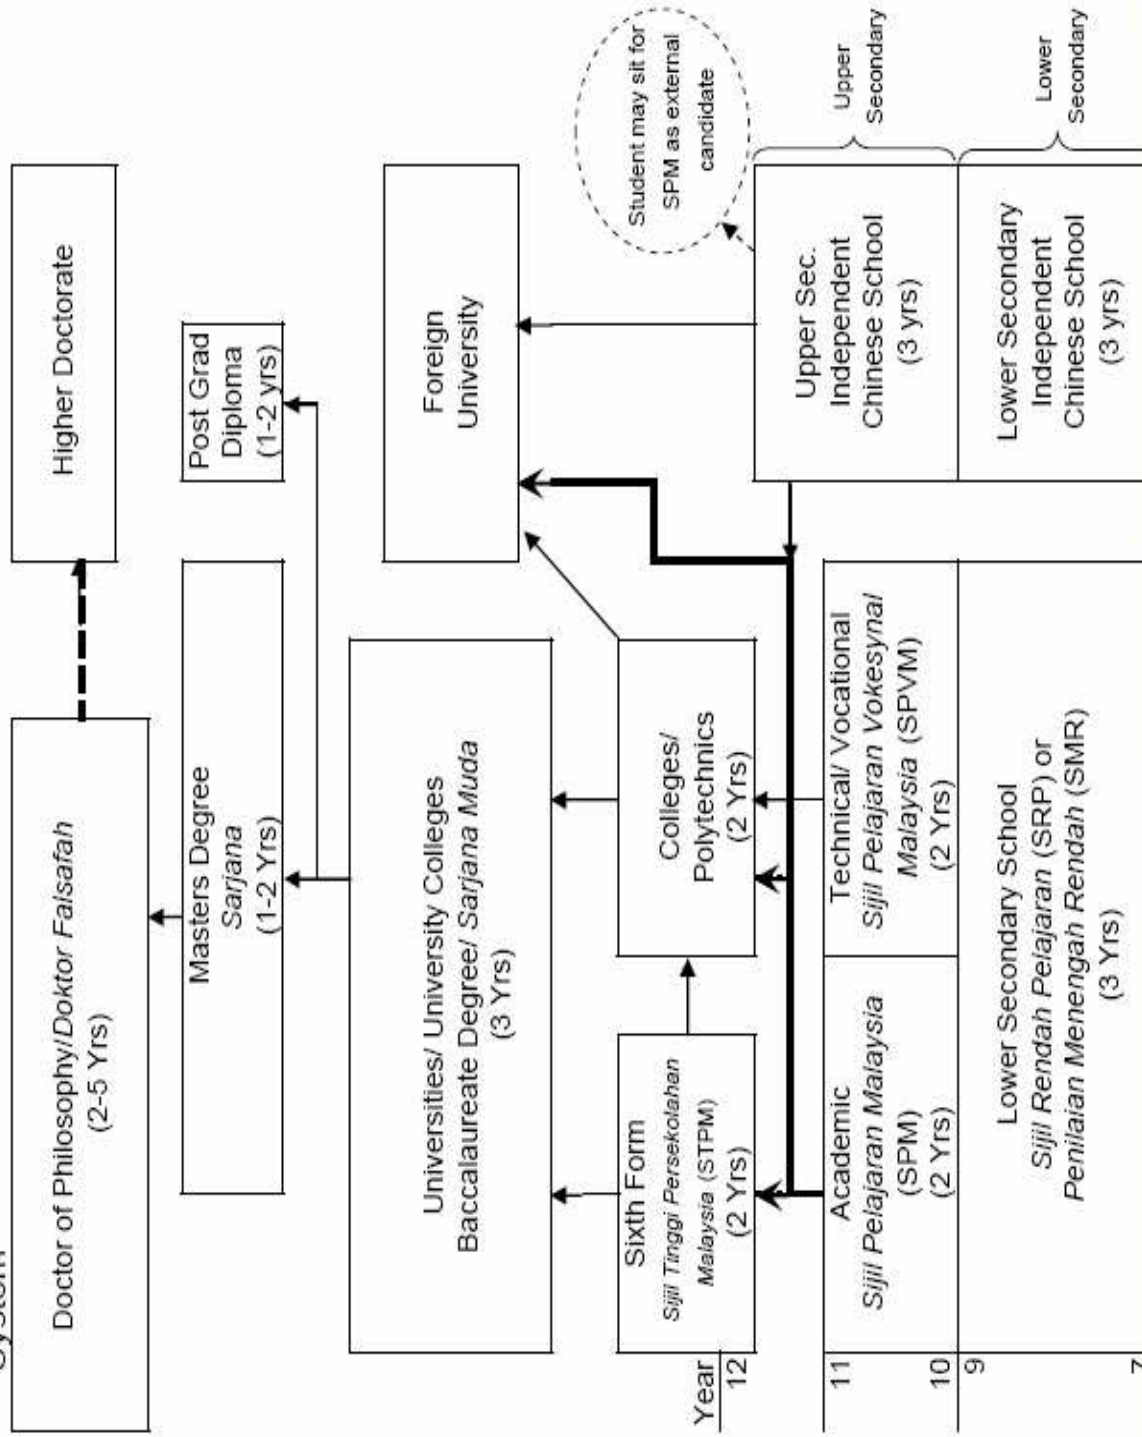 System
Doctor of Philosophy/Doktor Falsafah
(2-5 Yrs)
Higher Doctorate
Masters Degree
Sarjana
(1-2 Yrs)
Post Grad
Diploma
(1-2 yrs)
Universities/ University Colleges
Baccalaureate Degree/ Sarjana Muda
(3 Yrs)
Foreign
University
Sixth Form
Sijil Tinggi Persekolahan
Malaysia (STPM)
(2 Yrs)
Colleges/
Polytechnics
(2 Yrs)
Student may sit for
SPM as external
candidate
Year
12
11
10
Academic
Sijil Pelajaran Malaysia
(SPM)
(2 Yrs)
Technical/ Vocational
Sijil Pelajaran Vokesynal
Malaysia (SPVM)
(2 Yrs)
Upper Sec.
Independent
Chinese School
(3 yrs)
Upper
Secondary
9
7
Lower Secondary School
Sijil Rendah Pelajaran (SRP) or
Penilaian Menengah Rendah (SMR)
(3 Yrs)
Lower Secondary
Independent
Chinese School
(3 yrs)
Lower
Secondary